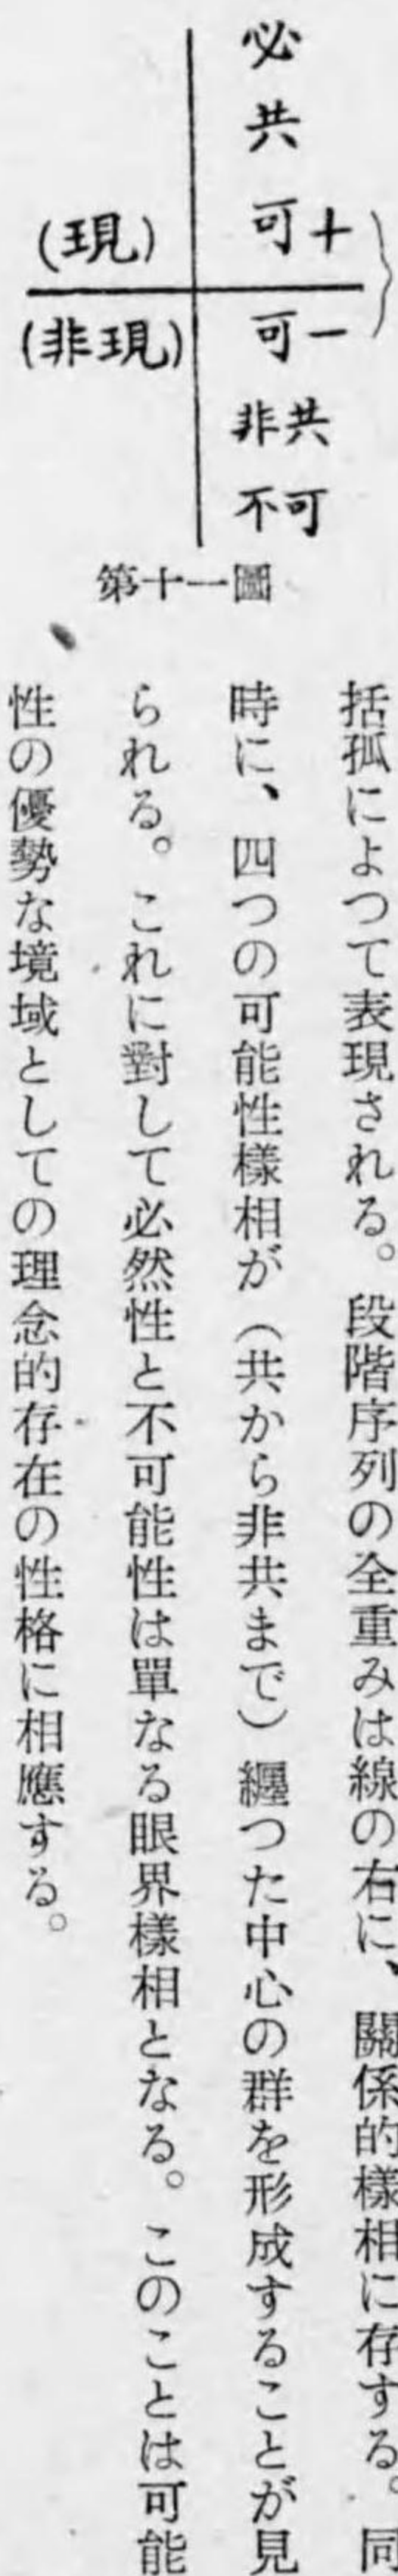 必
共
(現) 可+
(非現) 可−
非共
不可
第十一圖
括孤によつて表現される。段階序列の全重みは線の右に、關係的樣相に存する。同
時に、四つの可能性樣相が(共から非共まで)纒つた中心の群を形成することが見
られる。これに對して必然性と不可能性は單なる眼界樣相となる。このことは可能
性の優勢な境域としての理念的存在の性格に相應する。